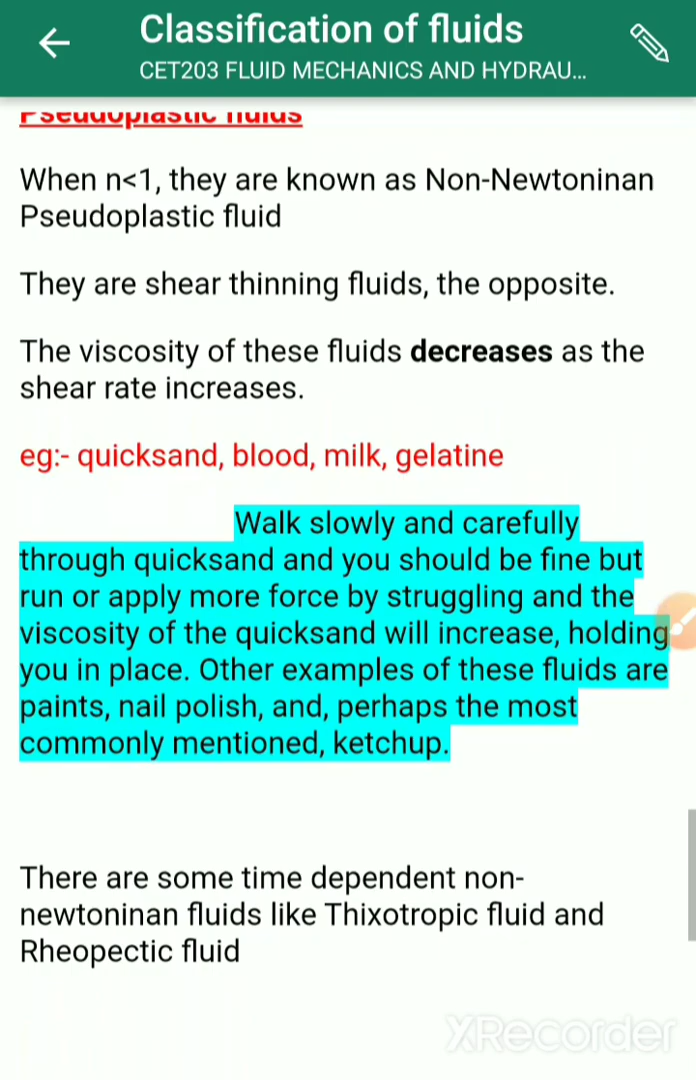 Classification of fluids
CET203 FLUID MECHANICS AND HYDRAU...
Pseudoplastic fluids
When n<1, they are known as Non-Newtoninan
Pseudoplastic fluid
They are shear thinning fluids, the opposite.
The viscosity of these fluids decreases as the
shear rate increases.
eg:- quicksand, blood, milk, gelatine
Walk slowly and carefully
through quicksand and you should be fine but
run or apply more force by struggling and the
viscosity of the quicksand will increase, holding
you in place. Other examples of these fluids are
paints, nail polish, and, perhaps the most
commonly mentioned, ketchup.
There are some time dependent non-
newtoninan fluids like Thixotropic fluid and
Rheopectic fluid
XRecorder